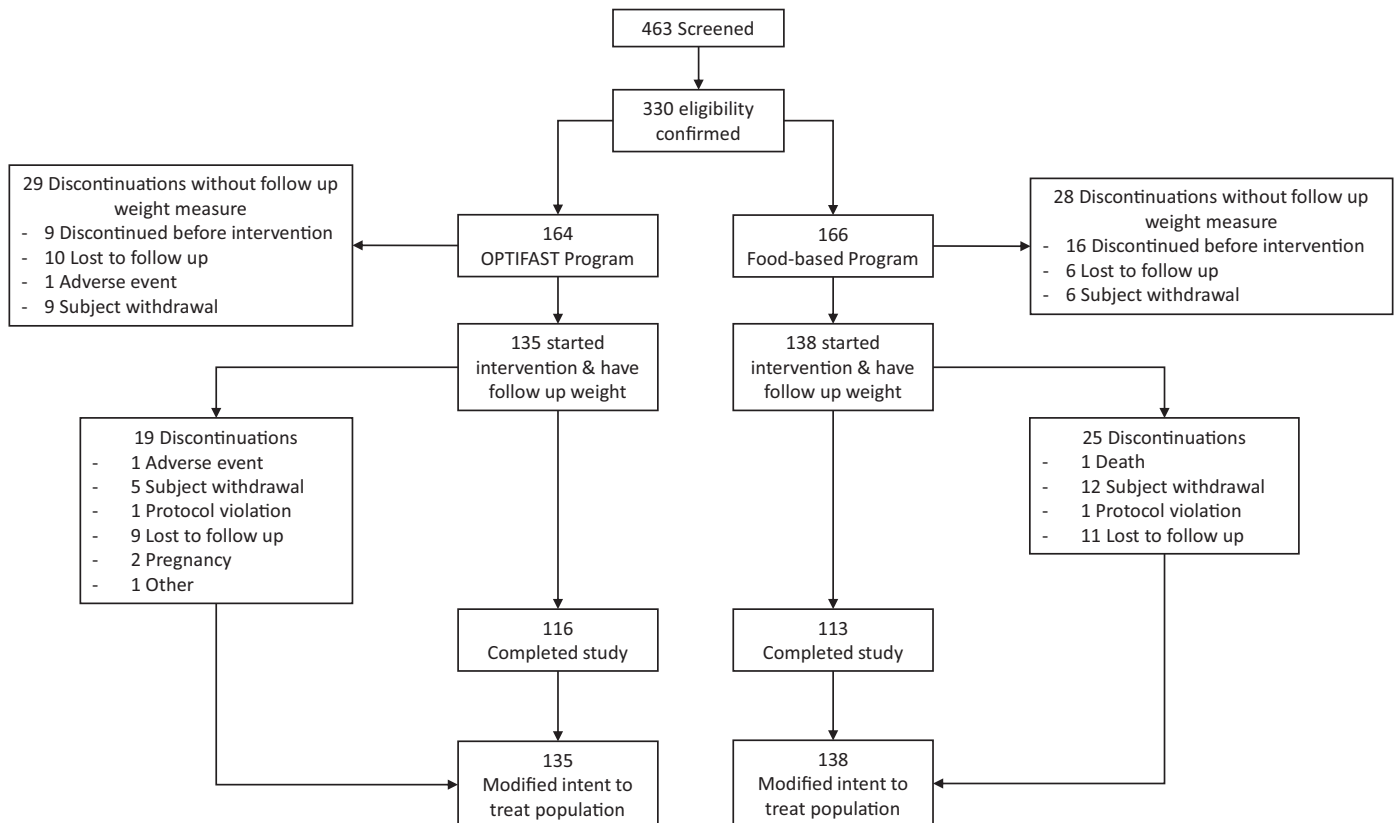 463 Screened
330 eligibility
confirmed
29 Discontinuations without follow up
weight measure
- 9 Discontinued before intervention
- 10 Lost to follow up
- 1 Adverse event
- 9 Subject withdrawal
164
OPTIFAST Program
166
Food-based Program
28 Discontinuations without follow up
weight measure
- 16 Discontinued before intervention
- 6 Lost to follow up
- 6 Subject withdrawal
135 started
intervention & have
follow up weight
138 started
intervention & have
follow up weight
19 Discontinuations
- 1 Adverse event
- 5 Subject withdrawal
- 1 Protocol violation
- 9 Lost to follow up
- 2 Pregnancy
- 1 Other
25 Discontinuations
- 1 Death
- 12 Subject withdrawal
- 1 Protocol violation
- 11 Lost to follow up
116
Completed study
113
Completed study
135
Modified intent to
treat population
138
Modified intent to
treat population